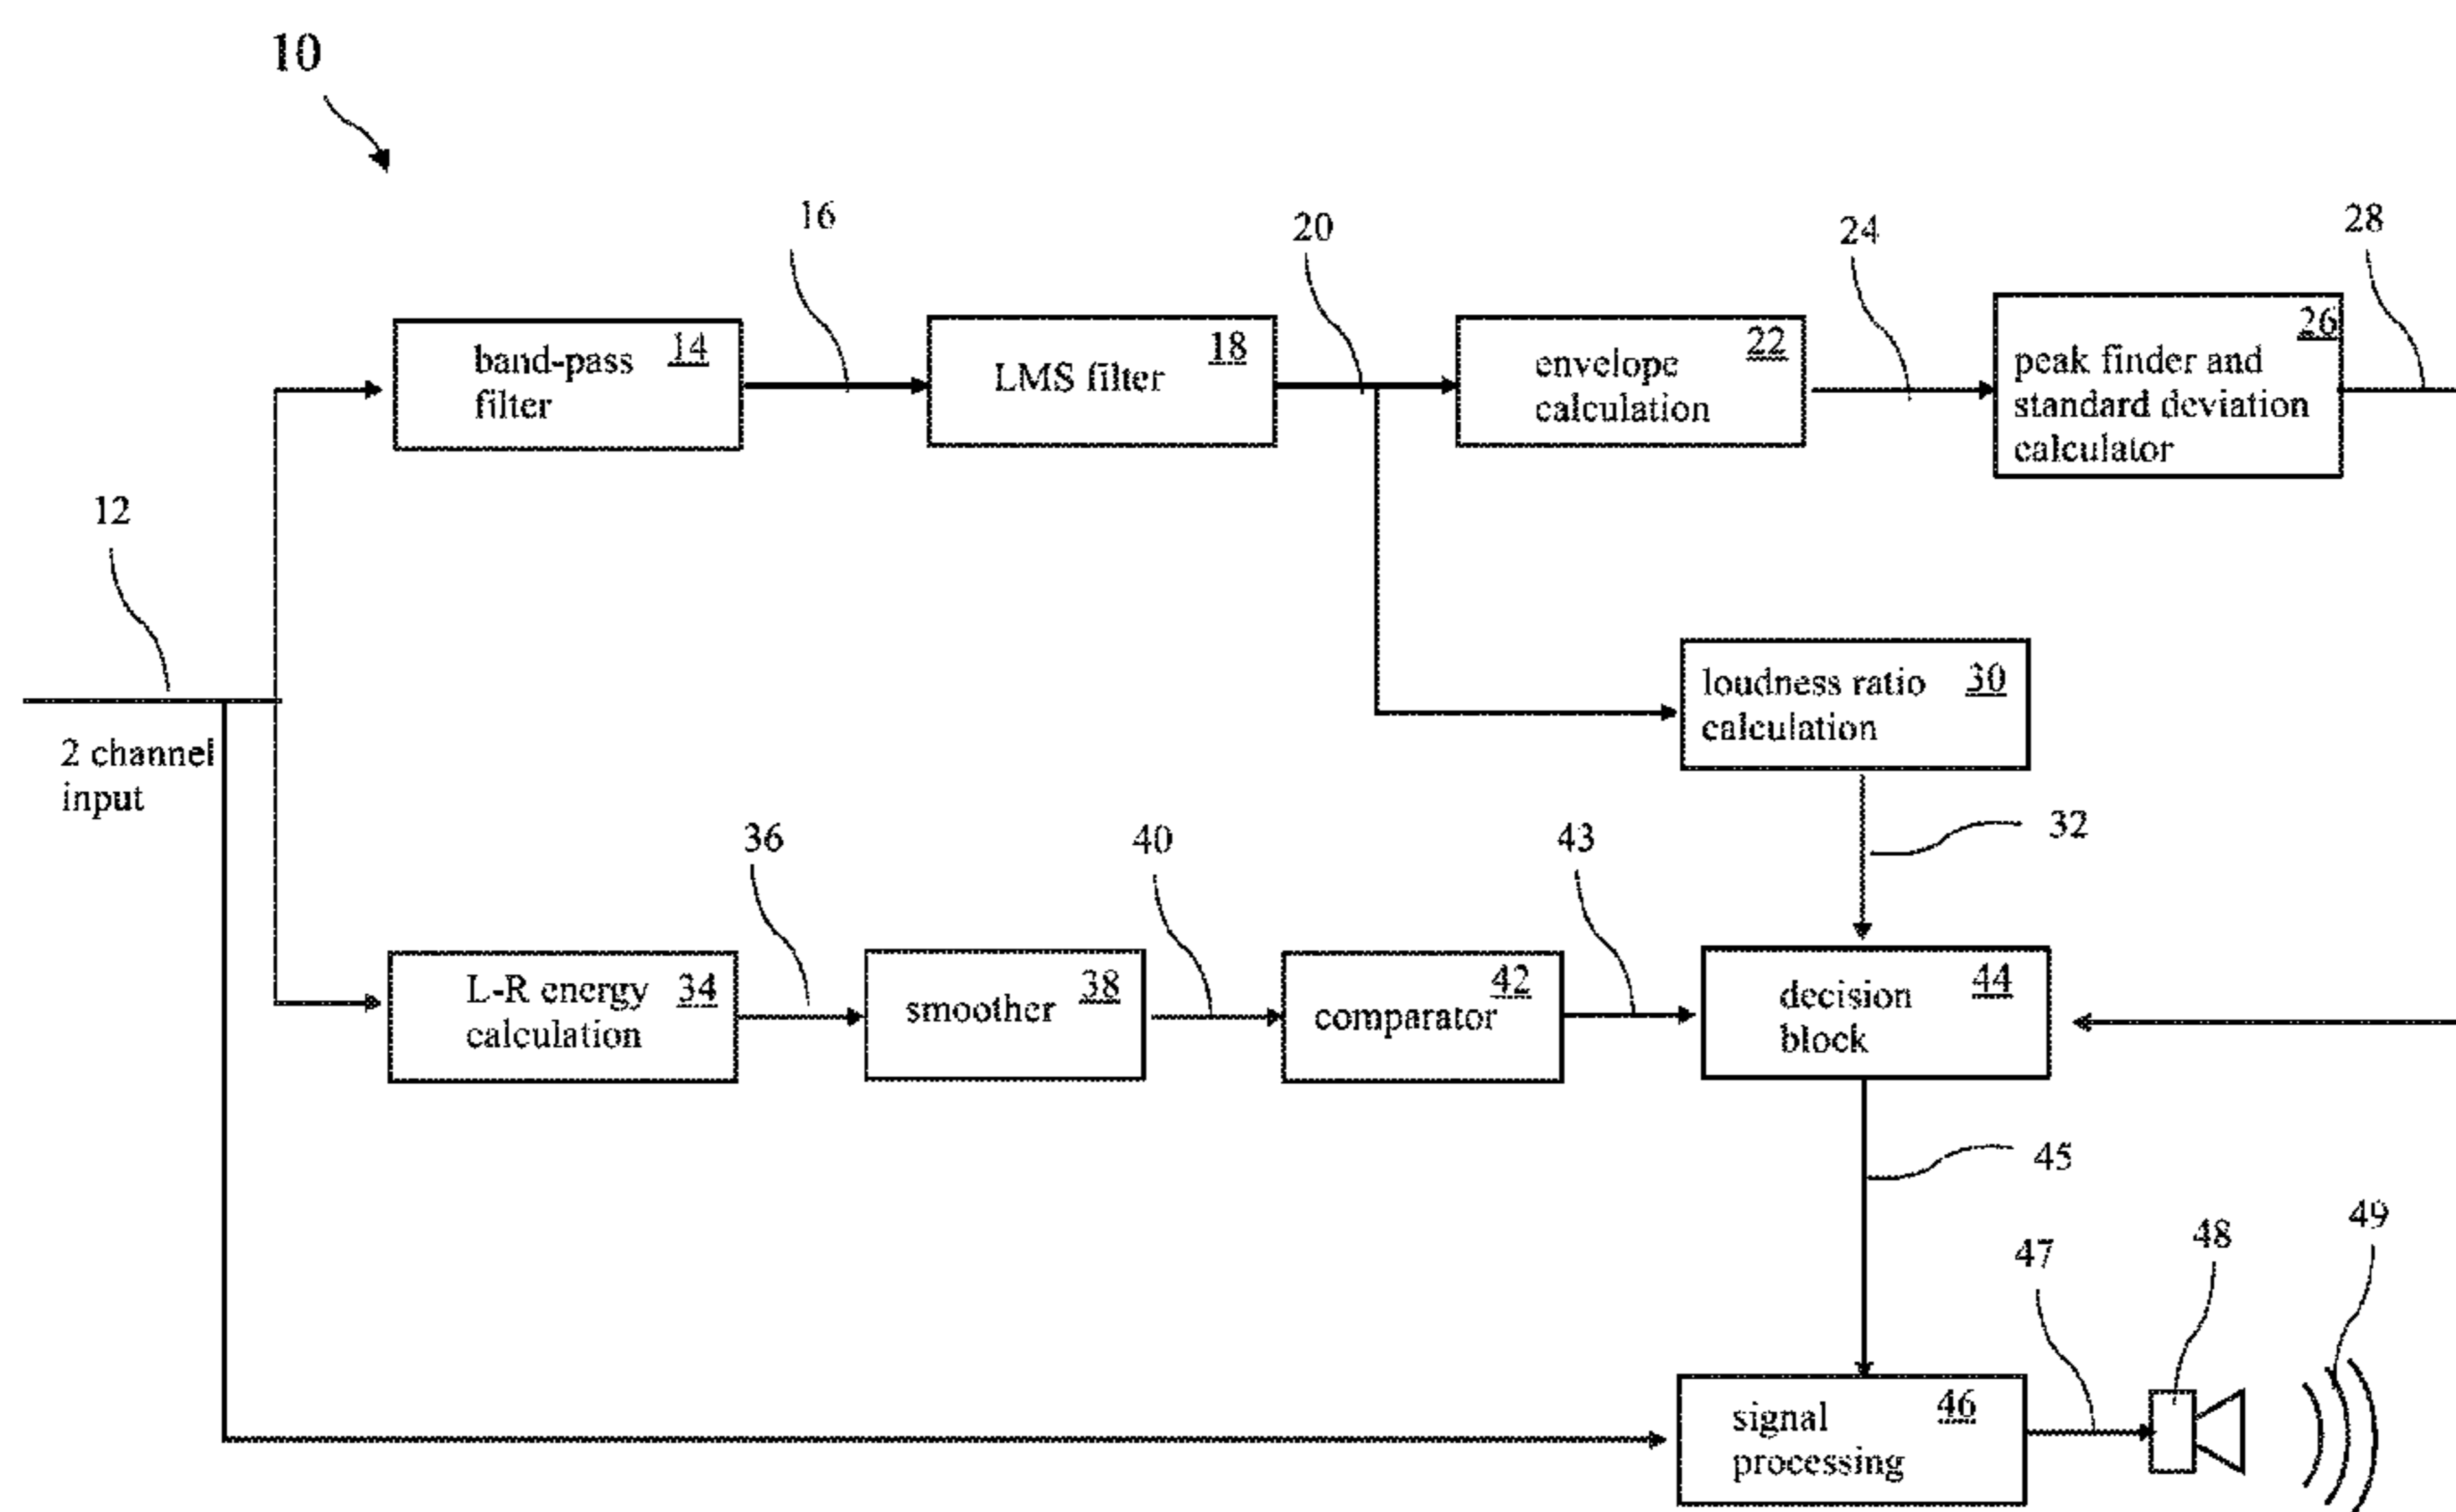 10
16
20
24
28
band-pass 14
filter
LMS filter 18
envelope 22
calculation
26
peak finder and
standard deviation
calculator
12
2 channel
input
loudness ratio 30
calculation
32
36
40
43
L-R energy 34
calculation
smoother 38
comparator 42
decision 44
block
45
47
48
49
signal 46
processing